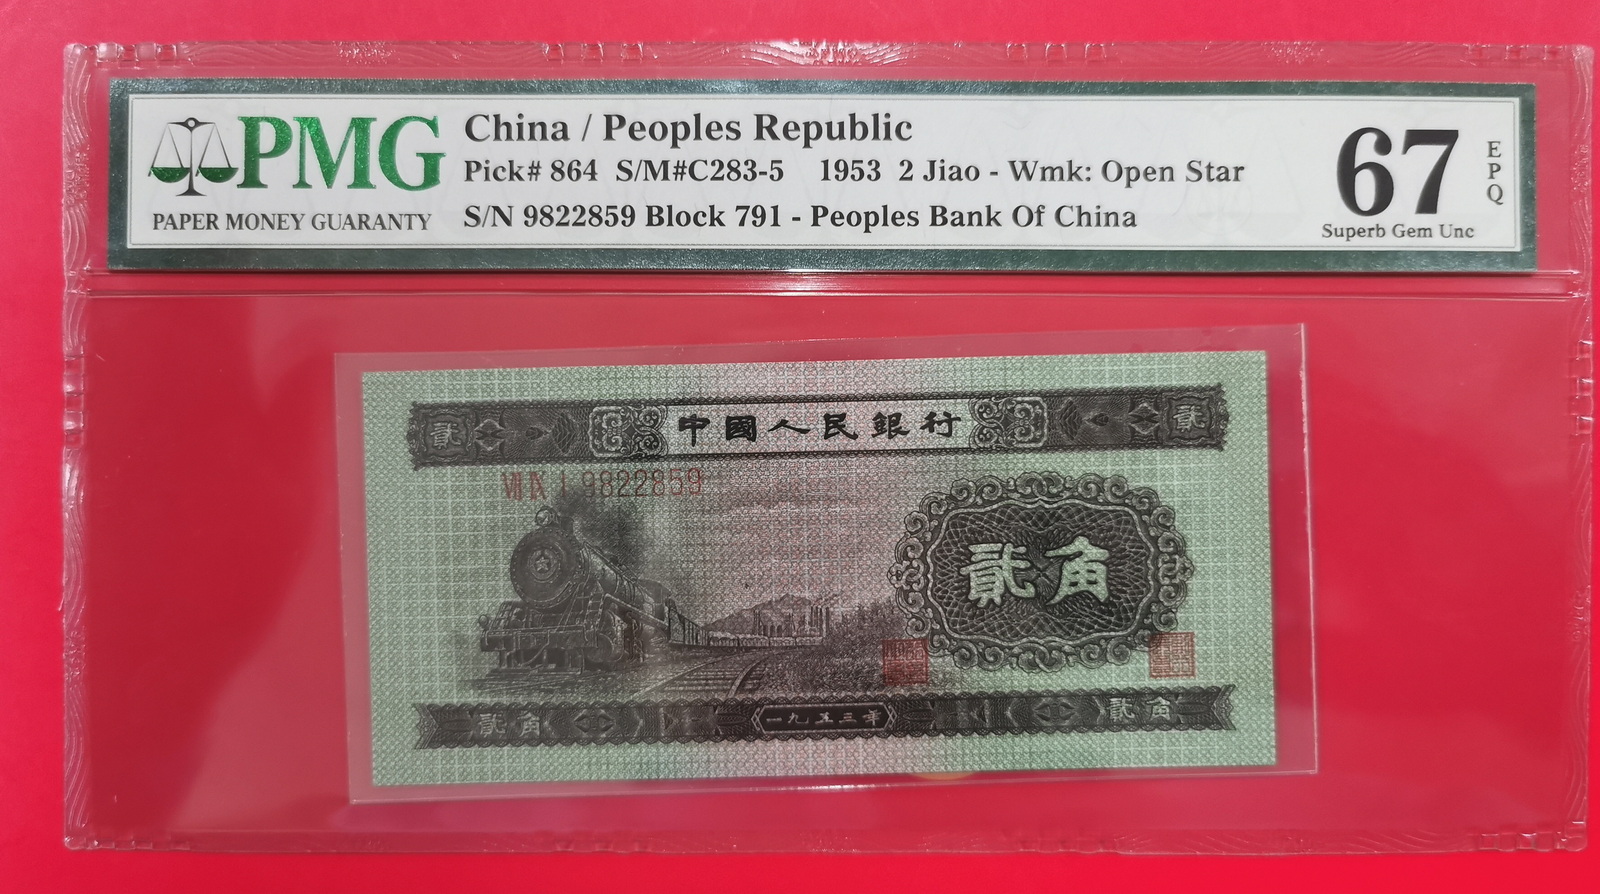 PMG
PAPER MONEY GUARANTY
China / Peoples Republic
Pick# 864 S/M#C283-5 1953 2 Jiao - Wmk: Open Star
S/N 9822859 Block 791 - Peoples Bank Of China
67
EPQ
Superb Gem Unc
貳 中國人民銀行 貳
ⅧⅨⅠ 9822859
貳角
貳角 一九五三年 貳角